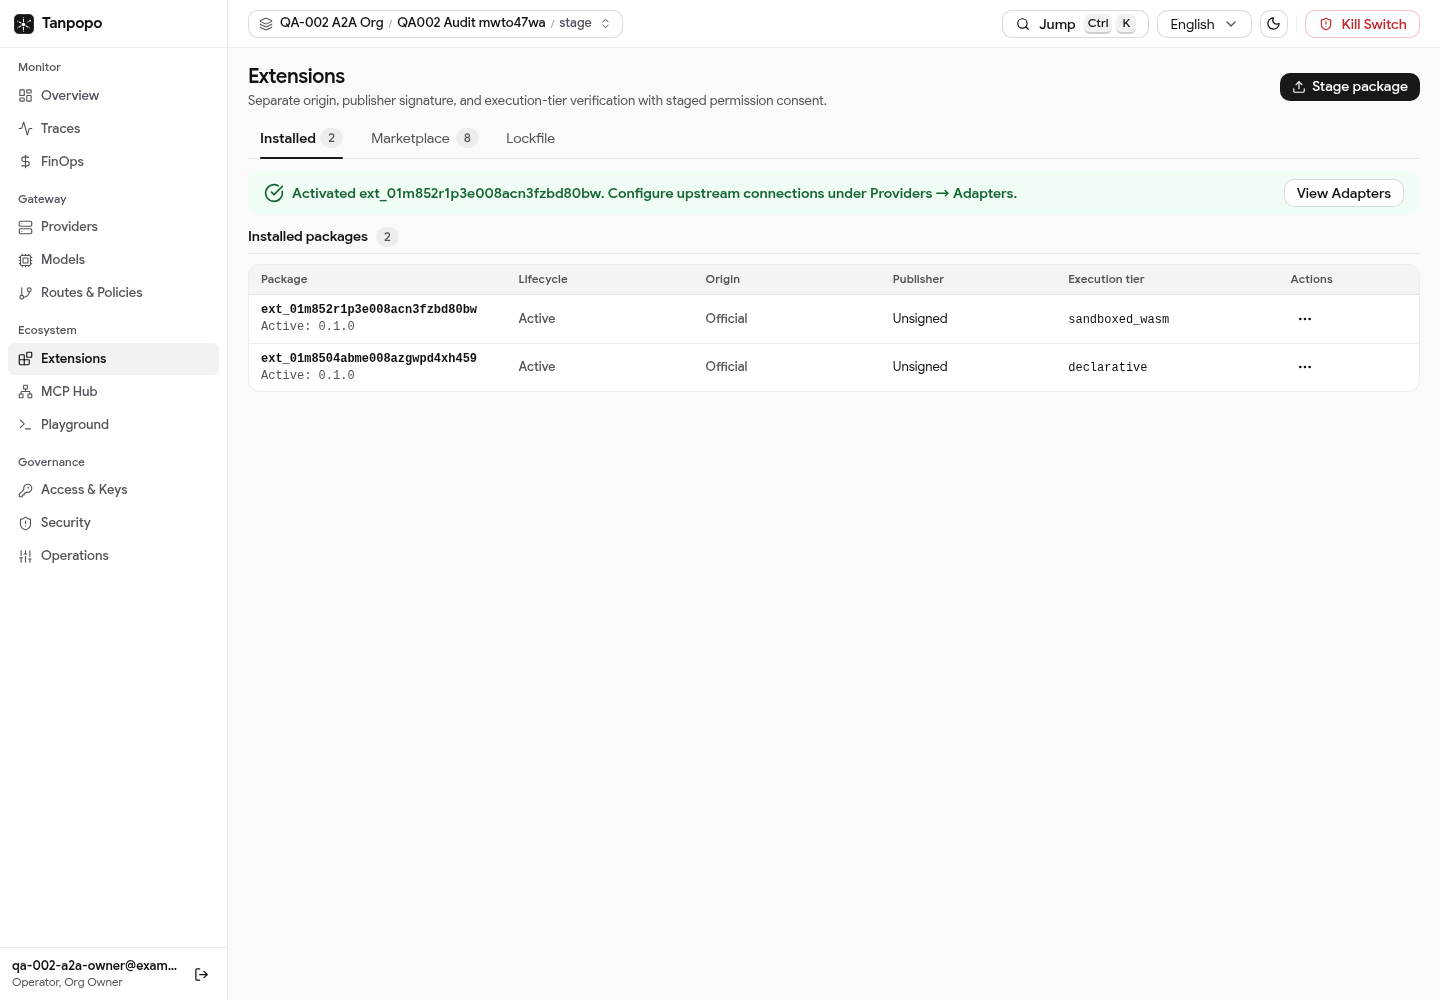 Tanpopo
QA-002 A2A Org / QA002 Audit mwto47wa / stage
Jump Ctrl K
English
Kill Switch
Monitor
Overview
Traces
FinOps
Gateway
Providers
Models
Routes & Policies
Ecosystem
Extensions
MCP Hub
Playground
Governance
Access & Keys
Security
Operations
qa-002-a2a-owner@exam...
Operator, Org Owner
Extensions
Separate origin, publisher signature, and execution-tier verification with staged permission consent.
Stage package
Installed 2 Marketplace 8 Lockfile
Activated ext_01m852r1p3e008acn3fzbd80bw. Configure upstream connections under Providers → Adapters.
View Adapters
Installed packages 2
Package Lifecycle Origin Publisher Execution tier Actions
ext_01m852r1p3e008acn3fzbd80bw
Active: 0.1.0
Active Official Unsigned sandboxed_wasm
ext_01m8504abme008azgwpd4xh459
Active: 0.1.0
Active Official Unsigned declarative